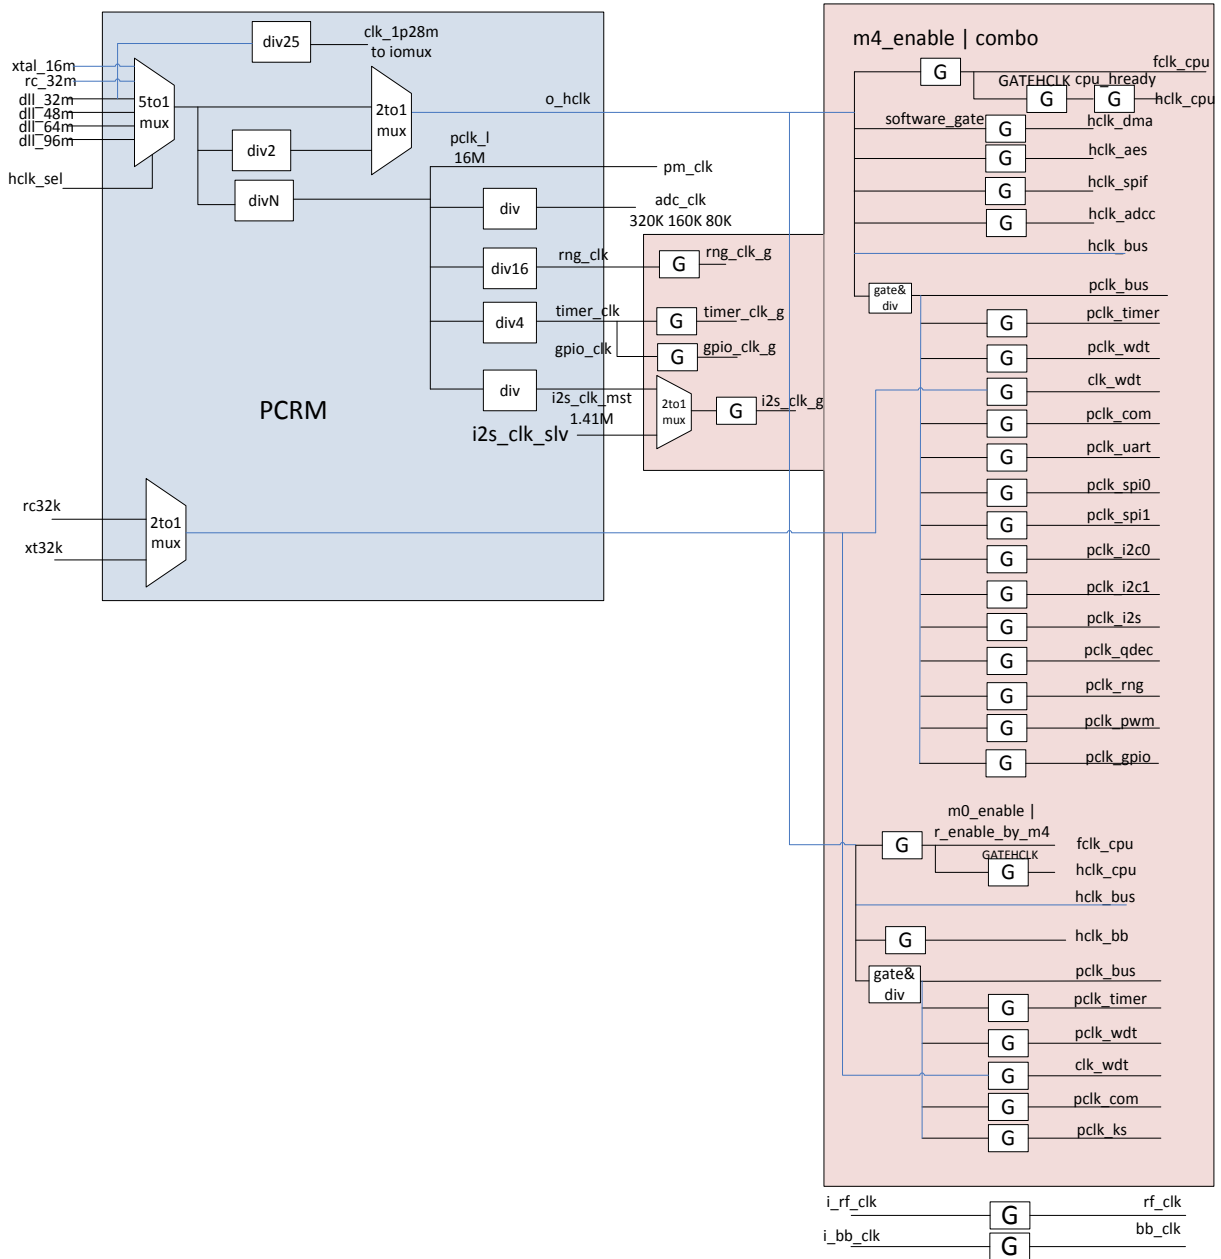 m4_enable | combo
div25
clk_1p28m
to iomux
xtal_16m
rc_32m
dll_32m
dll_48m
dll_64m
dll_96m
5to1
mux
hclk_sel
div2
divN
2to1
mux
o_hclk
pclk_l
16M
pm_clk
div
adc_clk
320K 160K 80K
div16
rng_clk
G
rng_clk_g
div4
timer_clk
G
timer_clk_g
gpio_clk
G
gpio_clk_g
div
i2s_clk_mst
1.41M
2to1
mux
G
i2s_clk_g
i2s_clk_slv
PCRM
rc32k
xt32k
2to1
mux
G
fclk_cpu
GATEHCLK
cpu_hready
G
G
hclk_cpu
software_gate
G
hclk_dma
G
hclk_aes
G
hclk_spif
G
hclk_adcc
hclk_bus
gate&
div
pclk_bus
G
pclk_timer
G
pclk_wdt
G
clk_wdt
G
pclk_com
G
pclk_uart
G
pclk_spi0
G
pclk_spi1
G
pclk_i2c0
G
pclk_i2c1
G
pclk_i2s
G
pclk_qdec
G
pclk_rng
G
pclk_pwm
G
pclk_gpio
m0_enable |
r_enable_by_m4
G
fclk_cpu
GATEHCLK
G
hclk_cpu
hclk_bus
G
hclk_bb
gate&
div
pclk_bus
G
pclk_timer
G
pclk_wdt
G
clk_wdt
G
pclk_com
G
pclk_ks
i_rf_clk
G
rf_clk
i_bb_clk
G
bb_clk